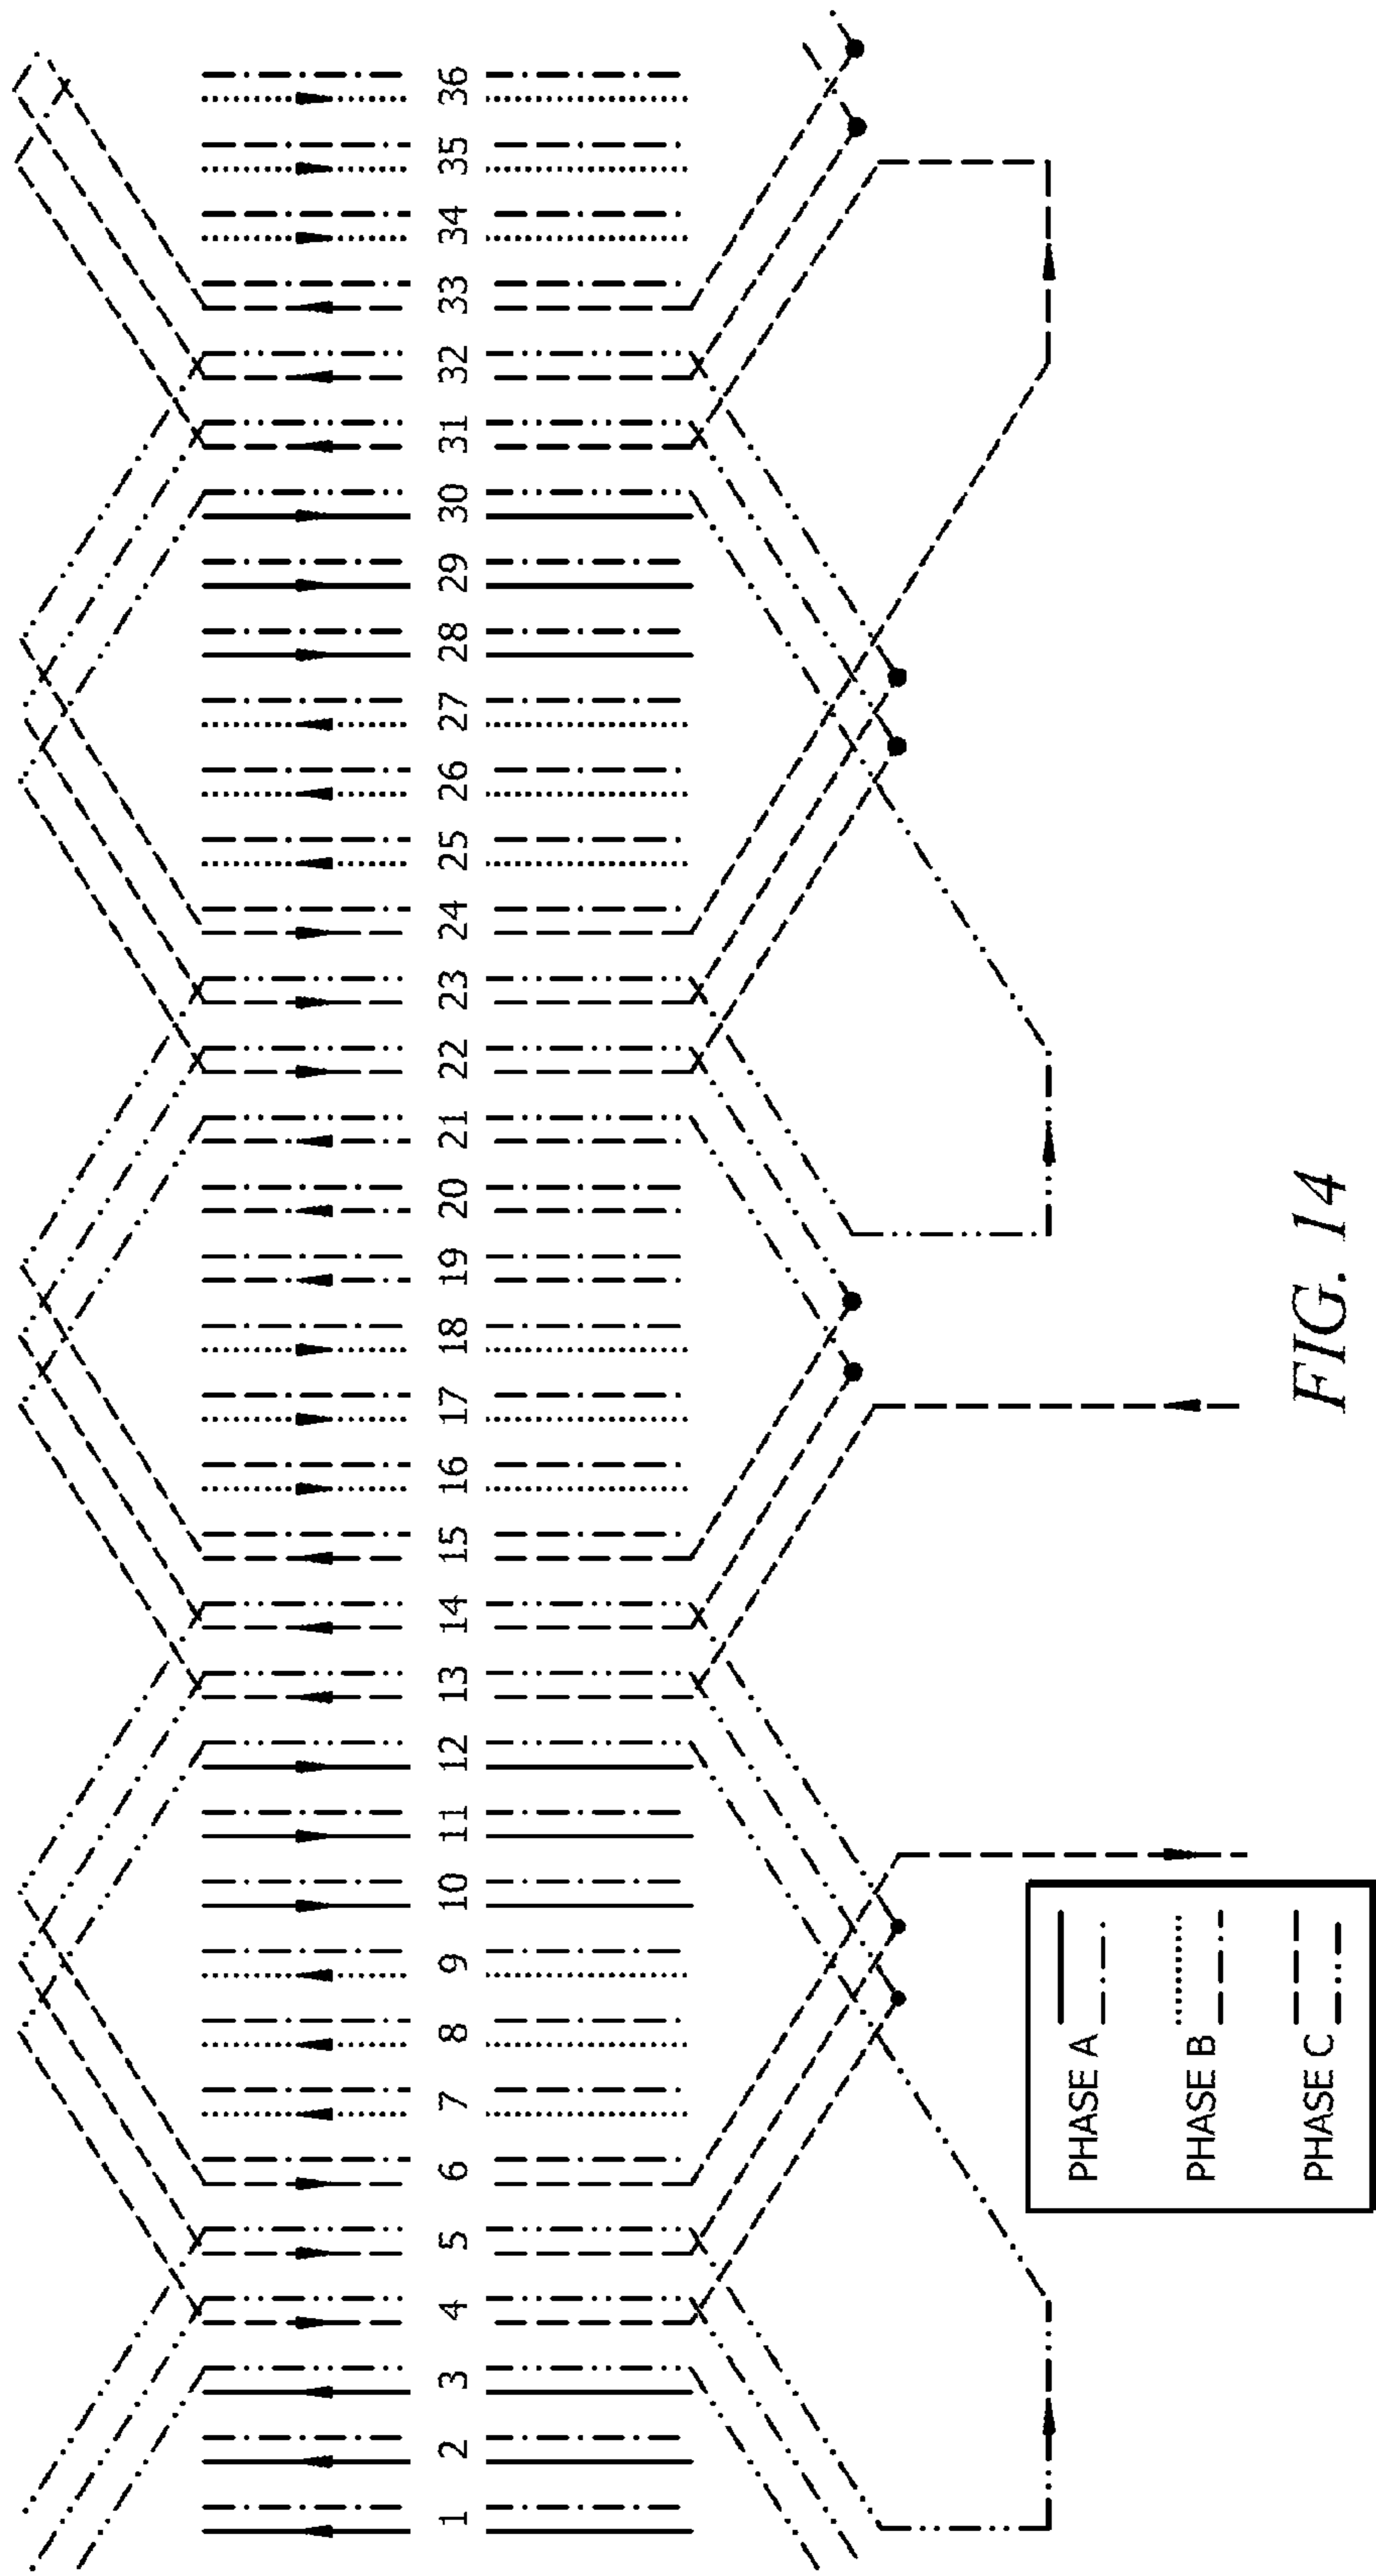 1 2 3 4 5 6 7 8 9 10 11 12 13 14 15 16 17 18 19 20 21 22 23 24 25 26 27 28 29 30 31 32 33 34 35 36
PHASE A
PHASE B
PHASE C
FIG. 14